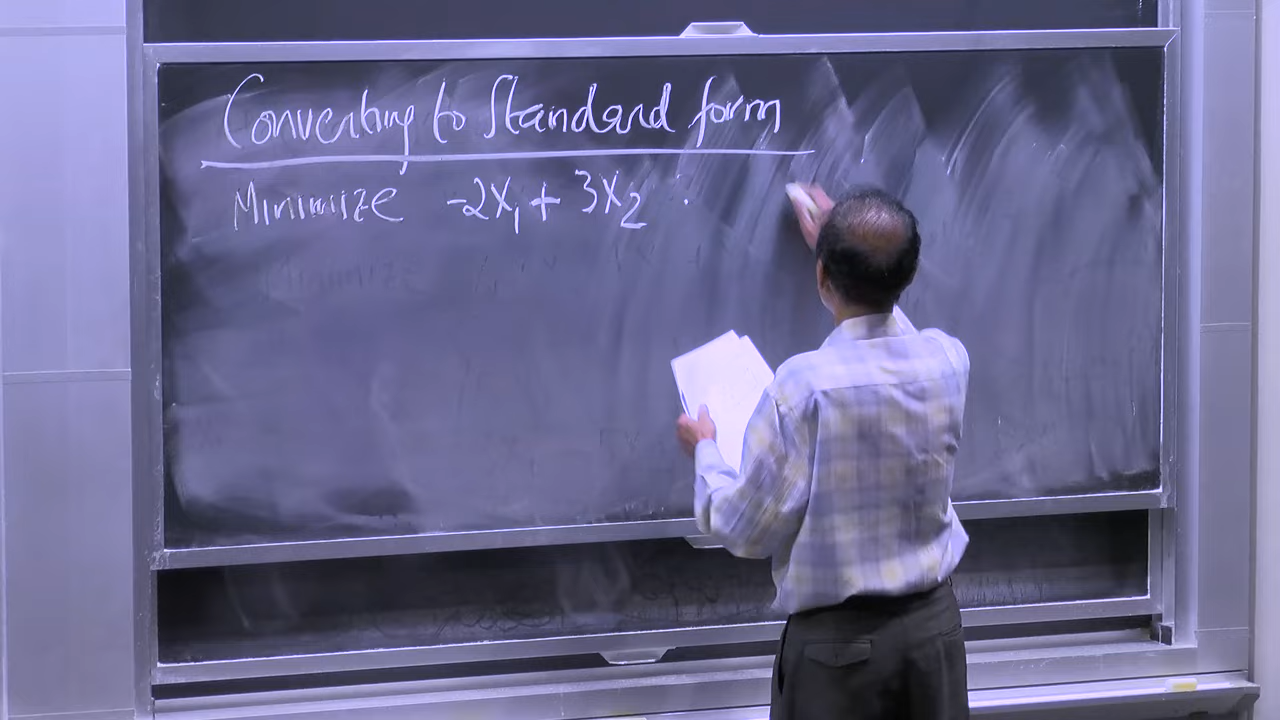 Converting to Standard form
Minimize -2X₁ + 3X₂